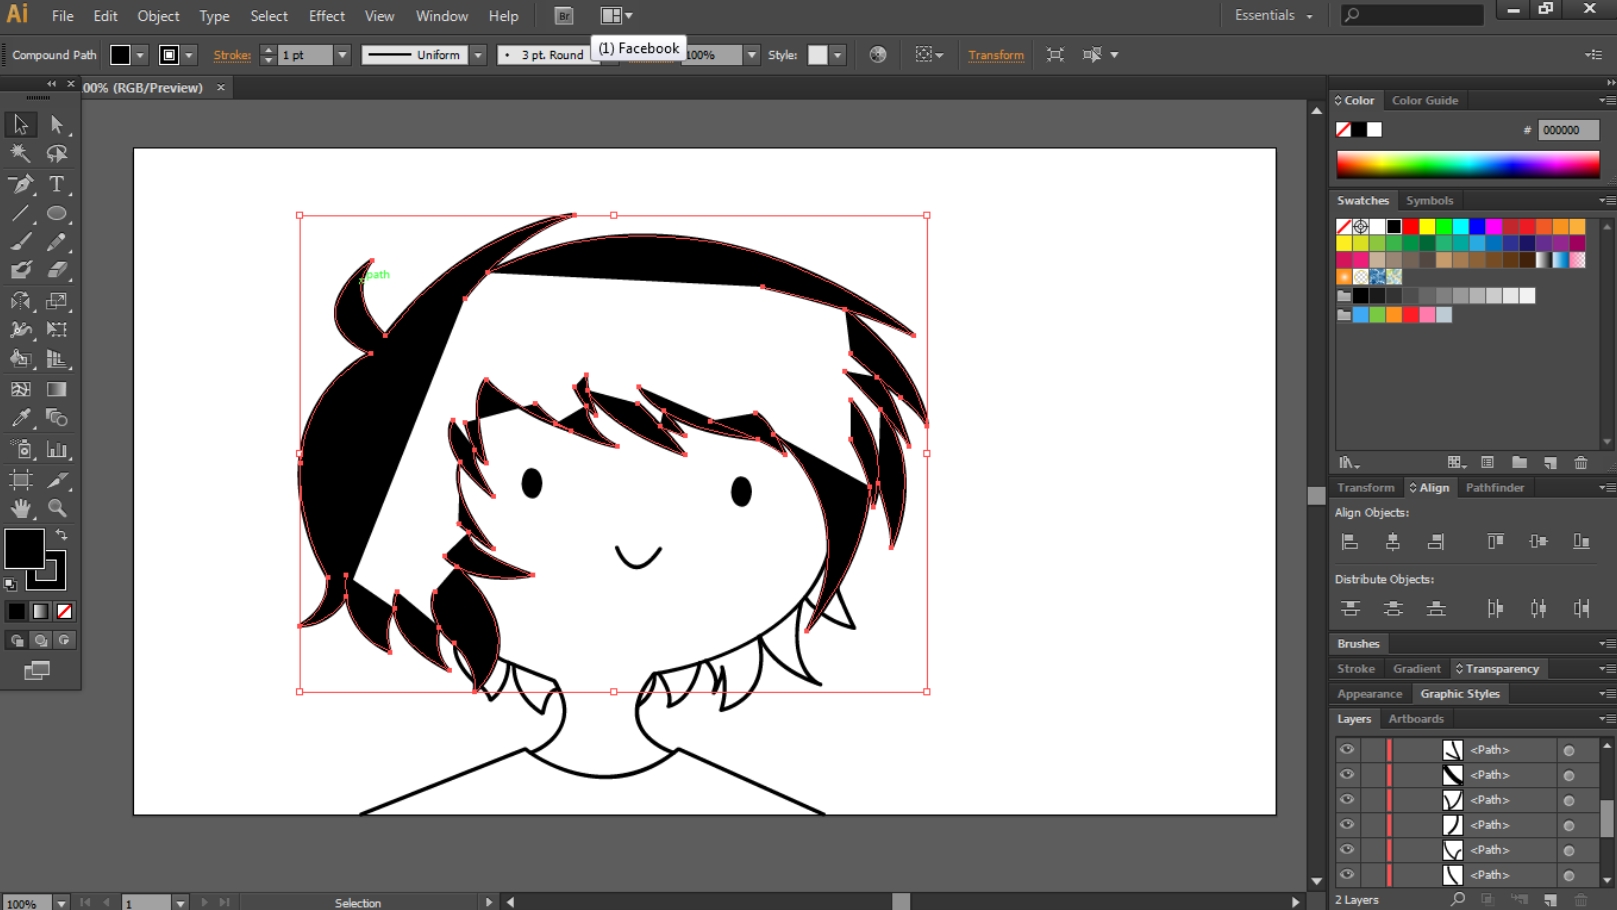 Ai File Edit Object Type Select Effect View Window Help Br Essentials
(1) Facebook
Compound Path Stroke: 1 pt Uniform 3 pt. Round 100% Style: Transform
00% (RGB/Preview) ×
Color Color Guide
# 000000
Swatches Symbols
path
Transform Align Pathfinder
Align Objects:
Distribute Objects:
Brushes
Stroke Gradient Transparency
Appearance Graphic Styles
Layers Artboards
<Path>
<Path>
<Path>
<Path>
<Path>
<Path>
2 Layers
100% 1 Selection